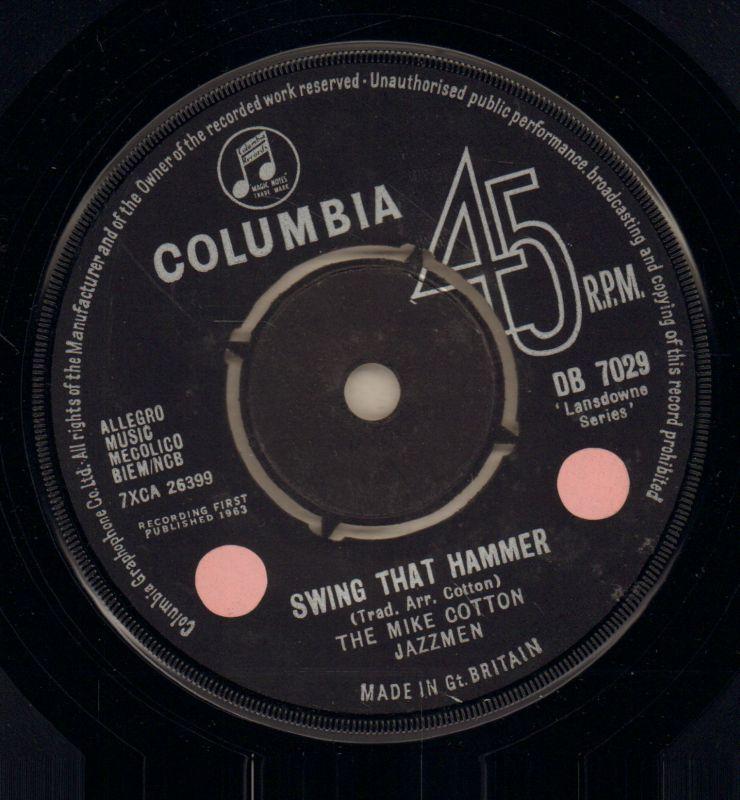 Columbia Graphophone Co. Ltd. · All rights of the Manufacturer and of the Owner of the recorded work reserved · Unauthorised public performance, broadcasting and copying of this record prohibited
Columbia
Records
MAGIC NOTES
TRADE MARK
COLUMBIA
45
R.P.M.
DB 7029
'Lansdowne
Series'
ALLEGRO
MUSIC
MECOLICO
BIEM/NCB
7XCA 26399
RECORDING FIRST
PUBLISHED 1963
SWING THAT HAMMER
(Trad. Arr. Cotton)
THE MIKE COTTON
JAZZMEN
MADE IN Gt. BRITAIN